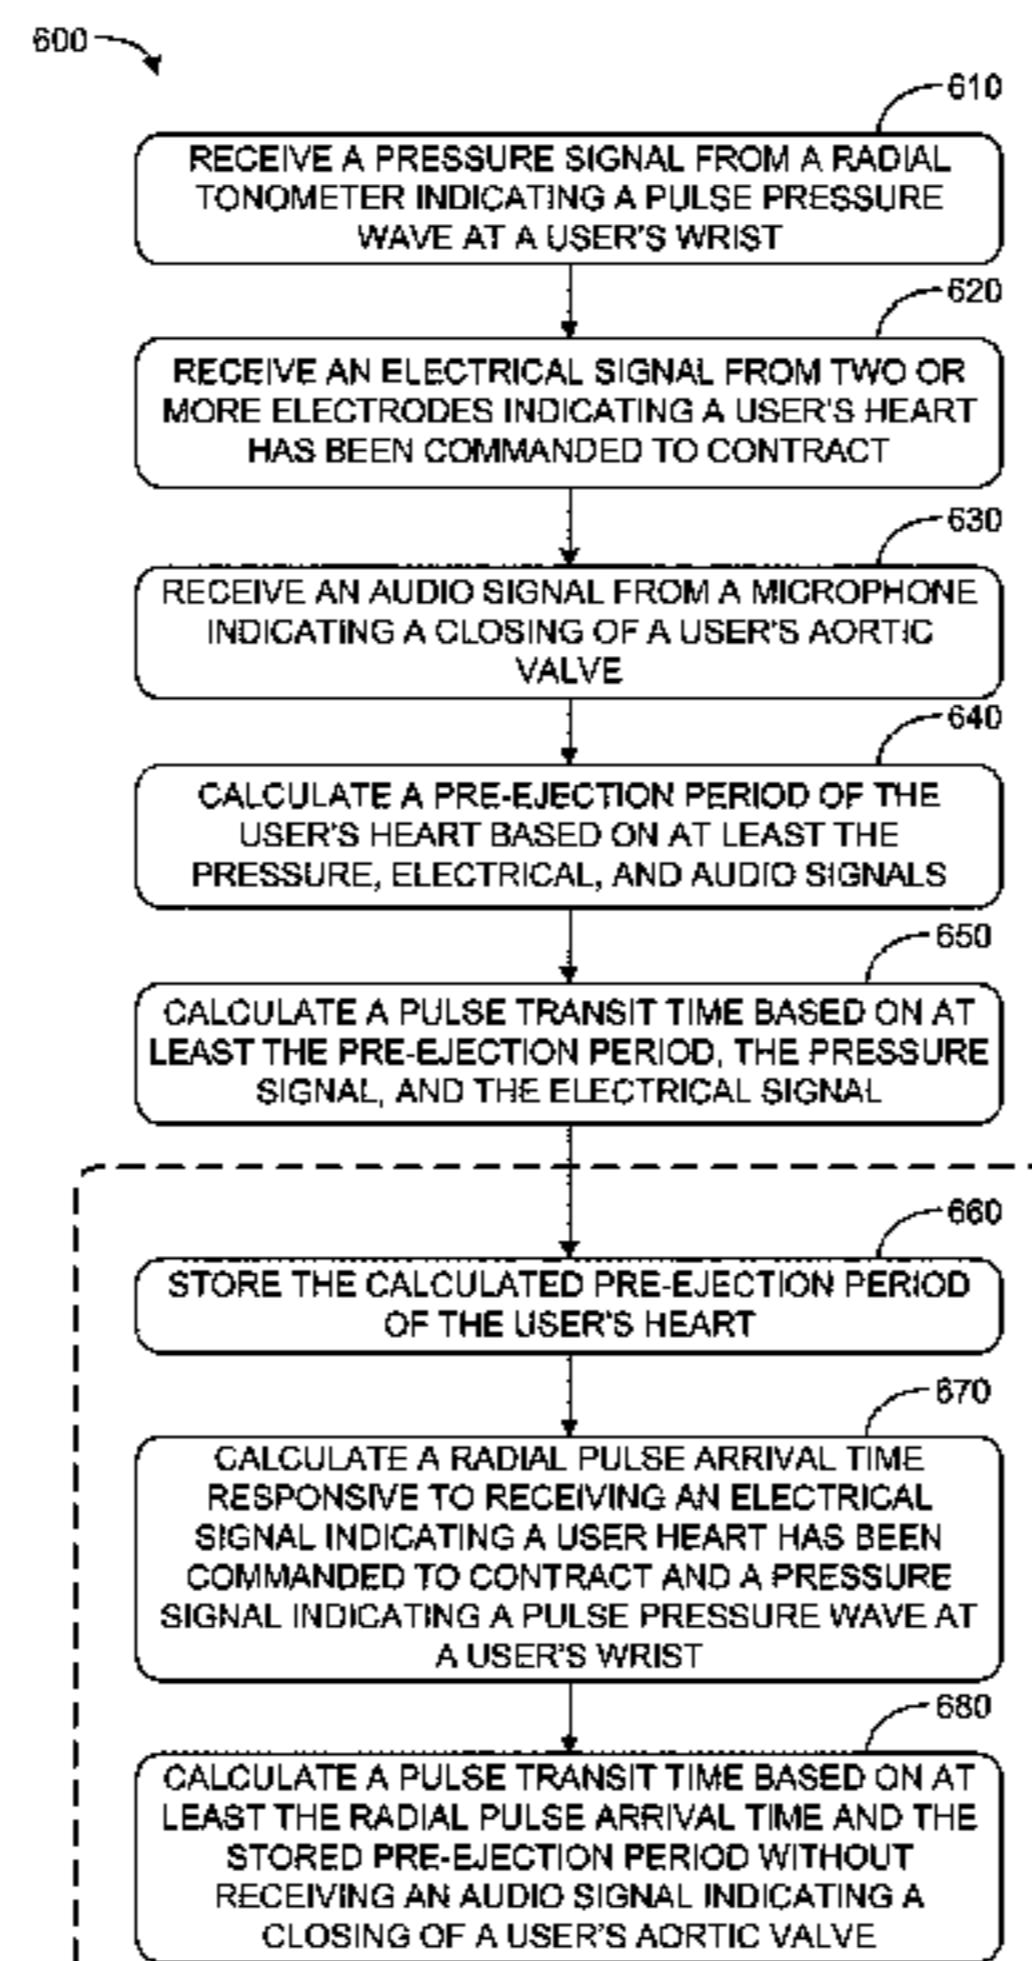 600
610
RECEIVE A PRESSURE SIGNAL FROM A RADIAL
TONOMETER INDICATING A PULSE PRESSURE
WAVE AT A USER'S WRIST
620
RECEIVE AN ELECTRICAL SIGNAL FROM TWO OR
MORE ELECTRODES INDICATING A USER'S HEART
HAS BEEN COMMANDED TO CONTRACT
630
RECEIVE AN AUDIO SIGNAL FROM A MICROPHONE
INDICATING A CLOSING OF A USER'S AORTIC
VALVE
640
CALCULATE A PRE-EJECTION PERIOD OF THE
USER'S HEART BASED ON AT LEAST THE
PRESSURE, ELECTRICAL, AND AUDIO SIGNALS
650
CALCULATE A PULSE TRANSIT TIME BASED ON AT
LEAST THE PRE-EJECTION PERIOD, THE PRESSURE
SIGNAL, AND THE ELECTRICAL SIGNAL
660
STORE THE CALCULATED PRE-EJECTION PERIOD
OF THE USER'S HEART
670
CALCULATE A RADIAL PULSE ARRIVAL TIME
RESPONSIVE TO RECEIVING AN ELECTRICAL
SIGNAL INDICATING A USER HEART HAS BEEN
COMMANDED TO CONTRACT AND A PRESSURE
SIGNAL INDICATING A PULSE PRESSURE WAVE AT
A USER'S WRIST
680
CALCULATE A PULSE TRANSIT TIME BASED ON AT
LEAST THE RADIAL PULSE ARRIVAL TIME AND THE
STORED PRE-EJECTION PERIOD WITHOUT
RECEIVING AN AUDIO SIGNAL INDICATING A
CLOSING OF A USER'S AORTIC VALVE